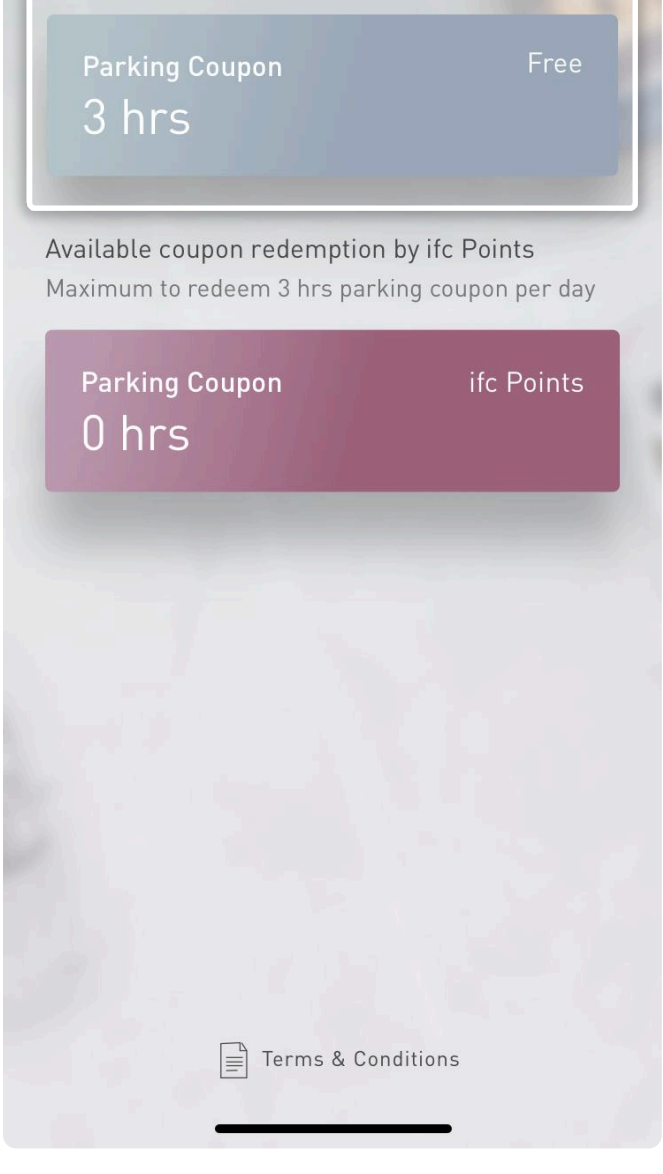 Parking Coupon
Free
3 hrs
Available coupon redemption by ifc Points
Maximum to redeem 3 hrs parking coupon per day
Parking Coupon
ifc Points
0 hrs
Terms & Conditions